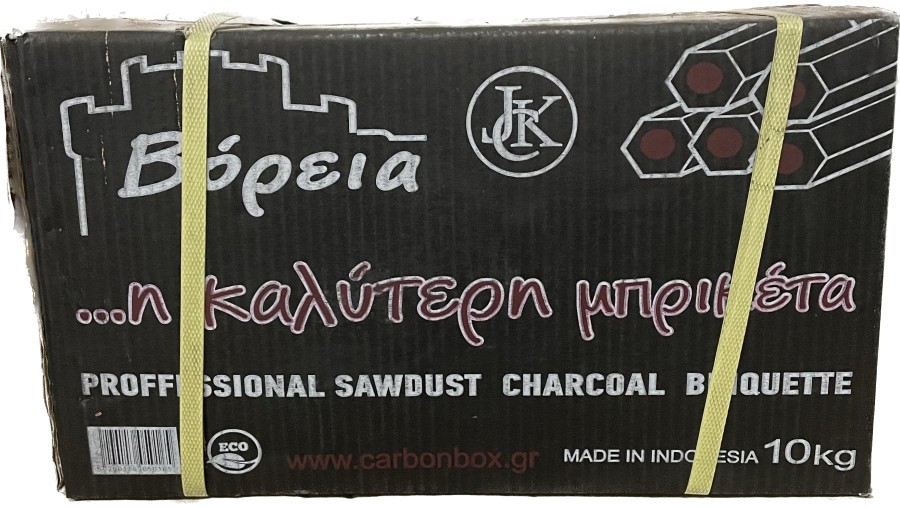 Βόρεια
JCK
...η καλύτερη μπρικέτα
PROFFESSIONAL SAWDUST CHARCOAL BRIQUETTE
ECO
www.carbonbox.gr
MADE IN INDONESIA 10kg